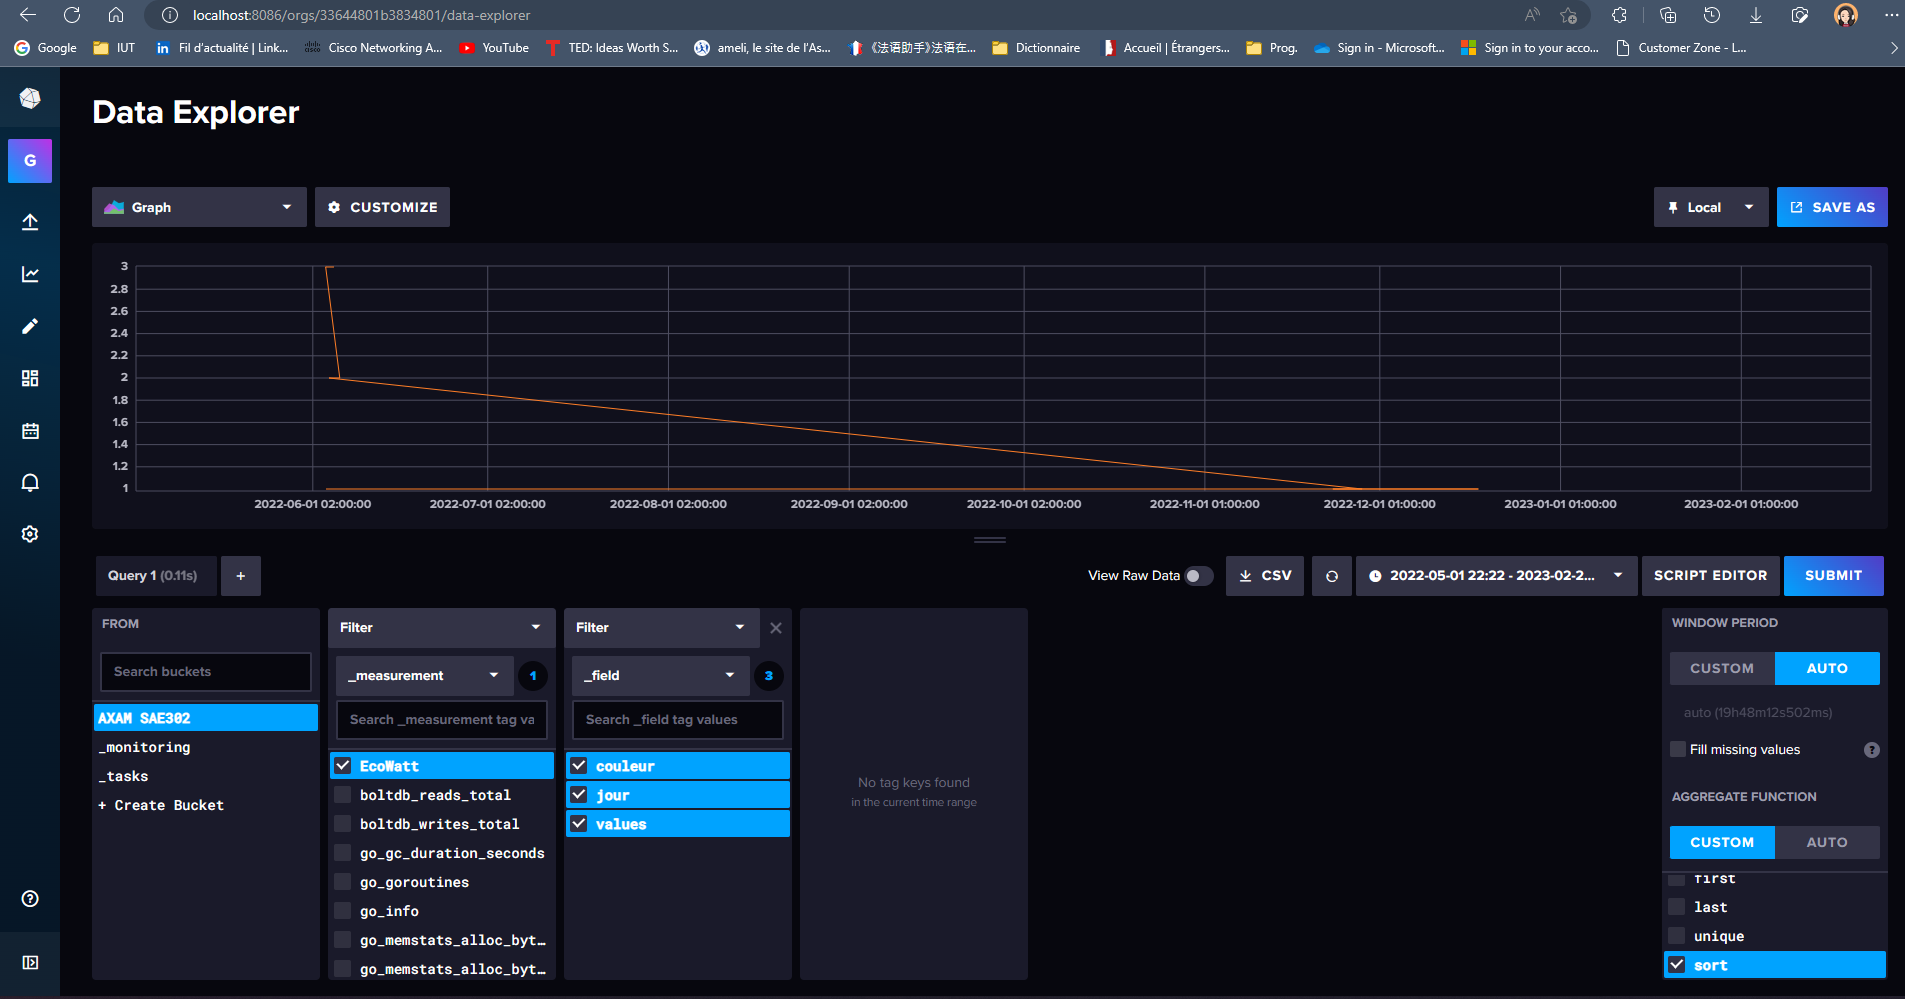 localhost:8086/orgs/33644801b3834801/data-explorer
Google
IUT
Fil d'actualité | Link...
Cisco Networking A...
YouTube
TED: Ideas Worth S...
ameli, le site de l'As...
《法语助手》法语在...
Dictionnaire
Accueil | Étrangers...
Prog.
Sign in - Microsoft...
Sign in to your acco...
Customer Zone - L...
Data Explorer
G
Graph
CUSTOMIZE
Local
SAVE AS
3
2.8
2.6
2.4
2.2
2
1.8
1.6
1.4
1.2
1
2022-06-01 02:00:00
2022-07-01 02:00:00
2022-08-01 02:00:00
2022-09-01 02:00:00
2022-10-01 02:00:00
2022-11-01 01:00:00
2022-12-01 01:00:00
2023-01-01 01:00:00
2023-02-01 01:00:00
Query 1 (0.11s)
+
View Raw Data
CSV
2022-05-01 22:22 - 2023-02-2...
SCRIPT EDITOR
SUBMIT
FROM
Search buckets
AXAM SAE302
_monitoring
_tasks
+ Create Bucket
Filter
_measurement
1
Search _measurement tag va
EcoWatt
boltdb_reads_total
boltdb_writes_total
go_gc_duration_seconds
go_goroutines
go_info
go_memstats_alloc_byt...
go_memstats_alloc_byt...
Filter
_field
3
Search _field tag values
couleur
jour
values
No tag keys found
in the current time range
WINDOW PERIOD
CUSTOM
AUTO
auto (19h48m12s502ms)
Fill missing values
?
AGGREGATE FUNCTION
CUSTOM
AUTO
first
last
unique
sort